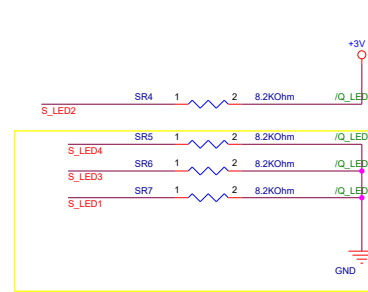 +3V
SR4 1 2 8.2KOhm /Q_LED
S_LED2
SR5 1 2 8.2KOhm /Q_LED
S_LED4
SR6 1 2 8.2KOhm /Q_LED
S_LED3
SR7 1 2 8.2KOhm /Q_LED
S_LED1
GND